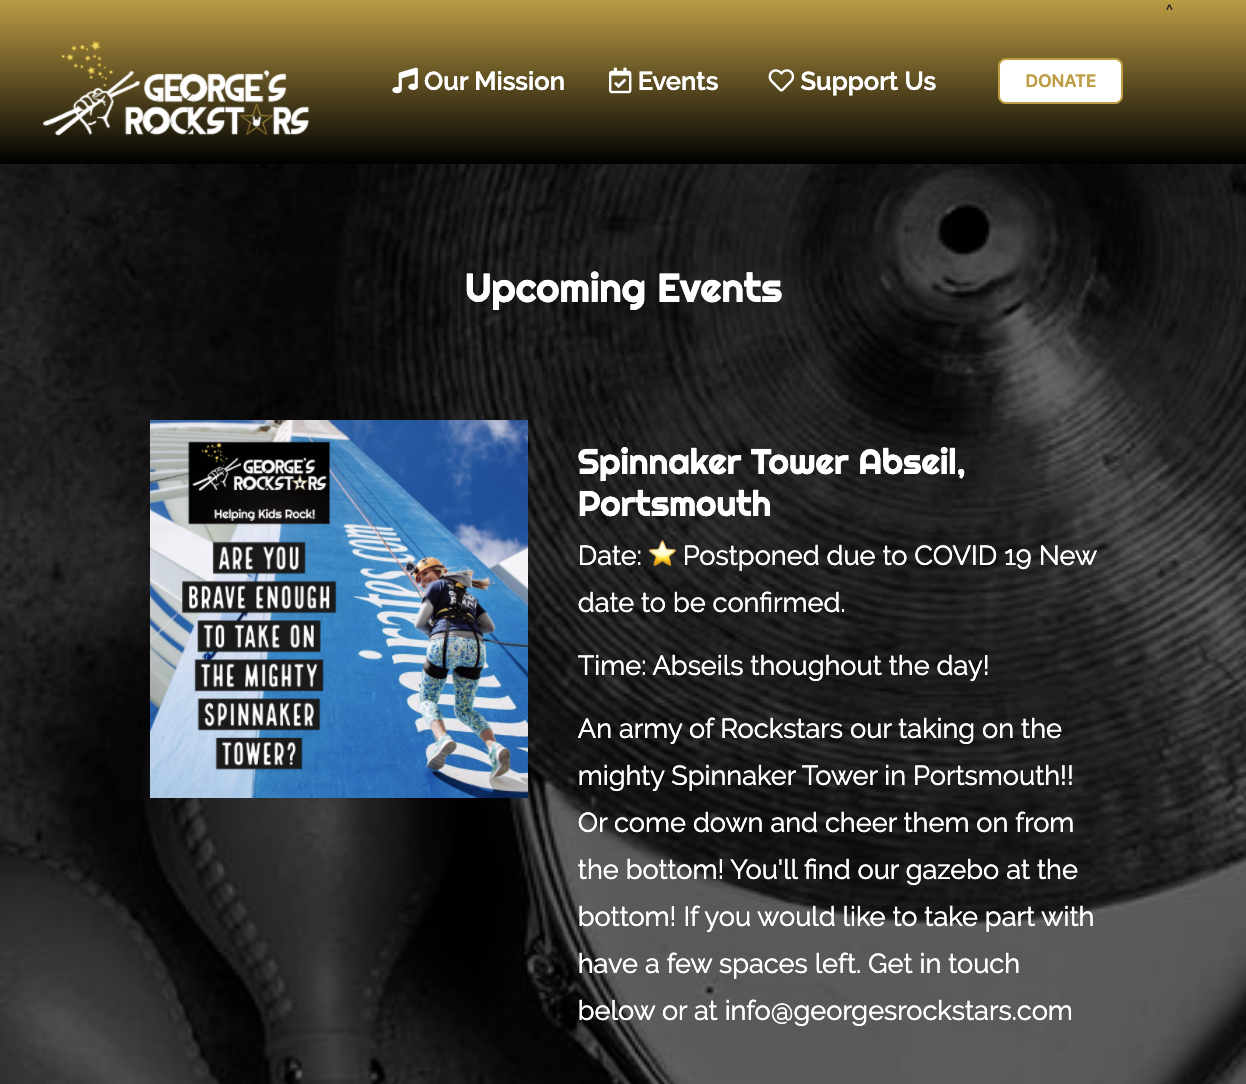 ^
GEORGE'S
ROCKSTARS
Our Mission
Events
Support Us
DONATE
Upcoming Events
GEORGE'S
ROCKSTARS
Helping Kids Rock!
ARE YOU
BRAVE ENOUGH
TO TAKE ON
THE MIGHTY
SPINNAKER
TOWER?
Spinnaker Tower Abseil,
Portsmouth
Date: ⭐ Postponed due to COVID 19 New
date to be confirmed.
Time: Abseils thoughout the day!
An army of Rockstars our taking on the
mighty Spinnaker Tower in Portsmouth!!
Or come down and cheer them on from
the bottom! You'll find our gazebo at the
bottom! If you would like to take part with
have a few spaces left. Get in touch
below or at info@georgesrockstars.com